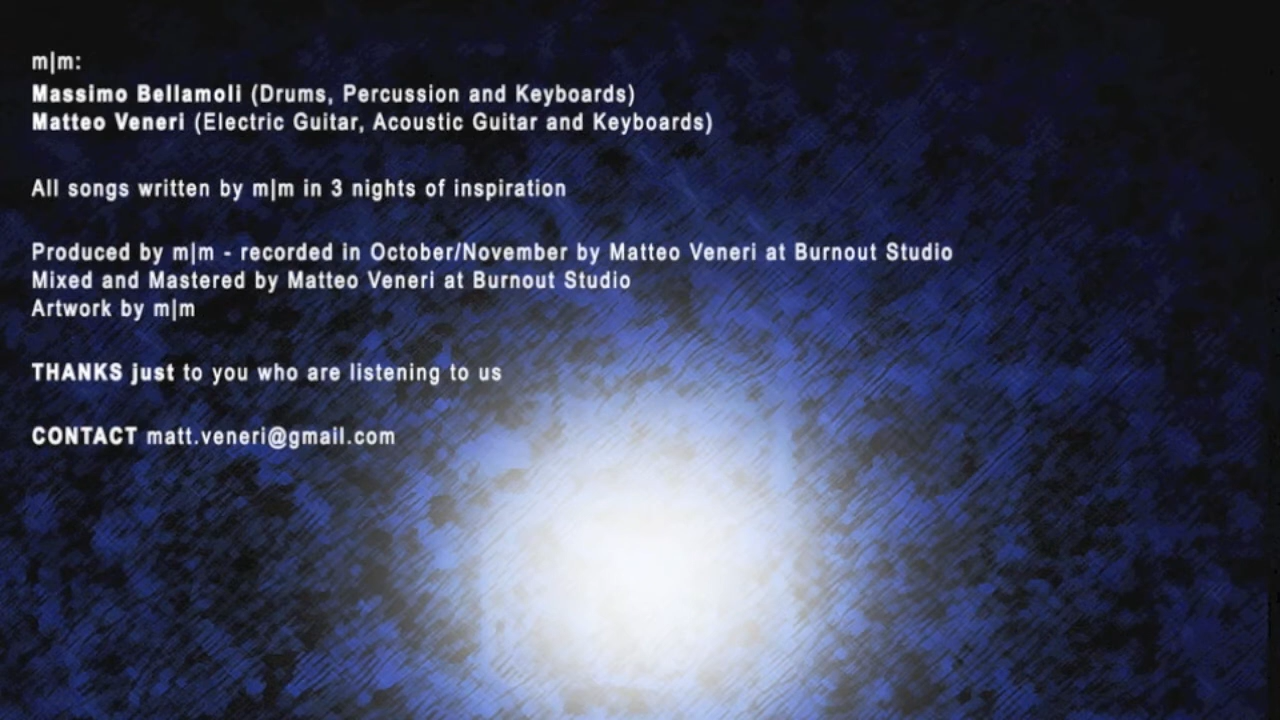 m|m:
Massimo Bellamoli (Drums, Percussion and Keyboards)
Matteo Veneri (Electric Guitar, Acoustic Guitar and Keyboards)
All songs written by m|m in 3 nights of inspiration
Produced by m|m - recorded in October/November by Matteo Veneri at Burnout Studio
Mixed and Mastered by Matteo Veneri at Burnout Studio
Artwork by m|m
THANKS just to you who are listening to us
CONTACT matt.veneri@gmail.com